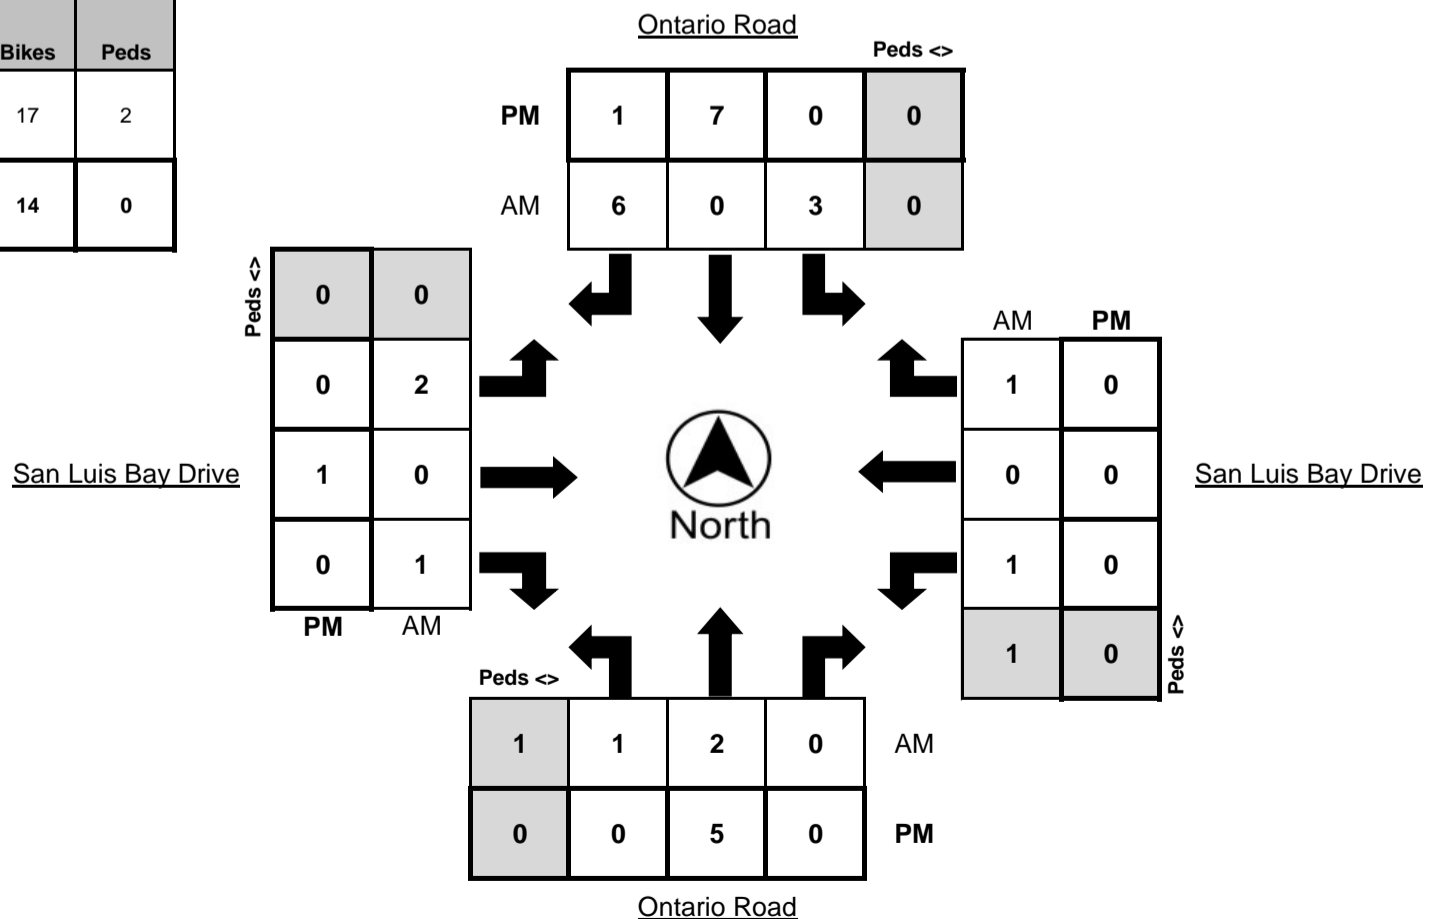 Ontario Road
Bikes Peds
Peds <>
17 2
PM 1 7 0 0
14 0
AM 6 0 3 0
Peds <>
0 0
AM PM
0 2
1 0
San Luis Bay Drive
1 0
North
0 0
San Luis Bay Drive
0 1
1 0
PM AM
1 0
Peds <>
Peds <>
1 1 2 0 AM
0 0 5 0 PM
Ontario Road